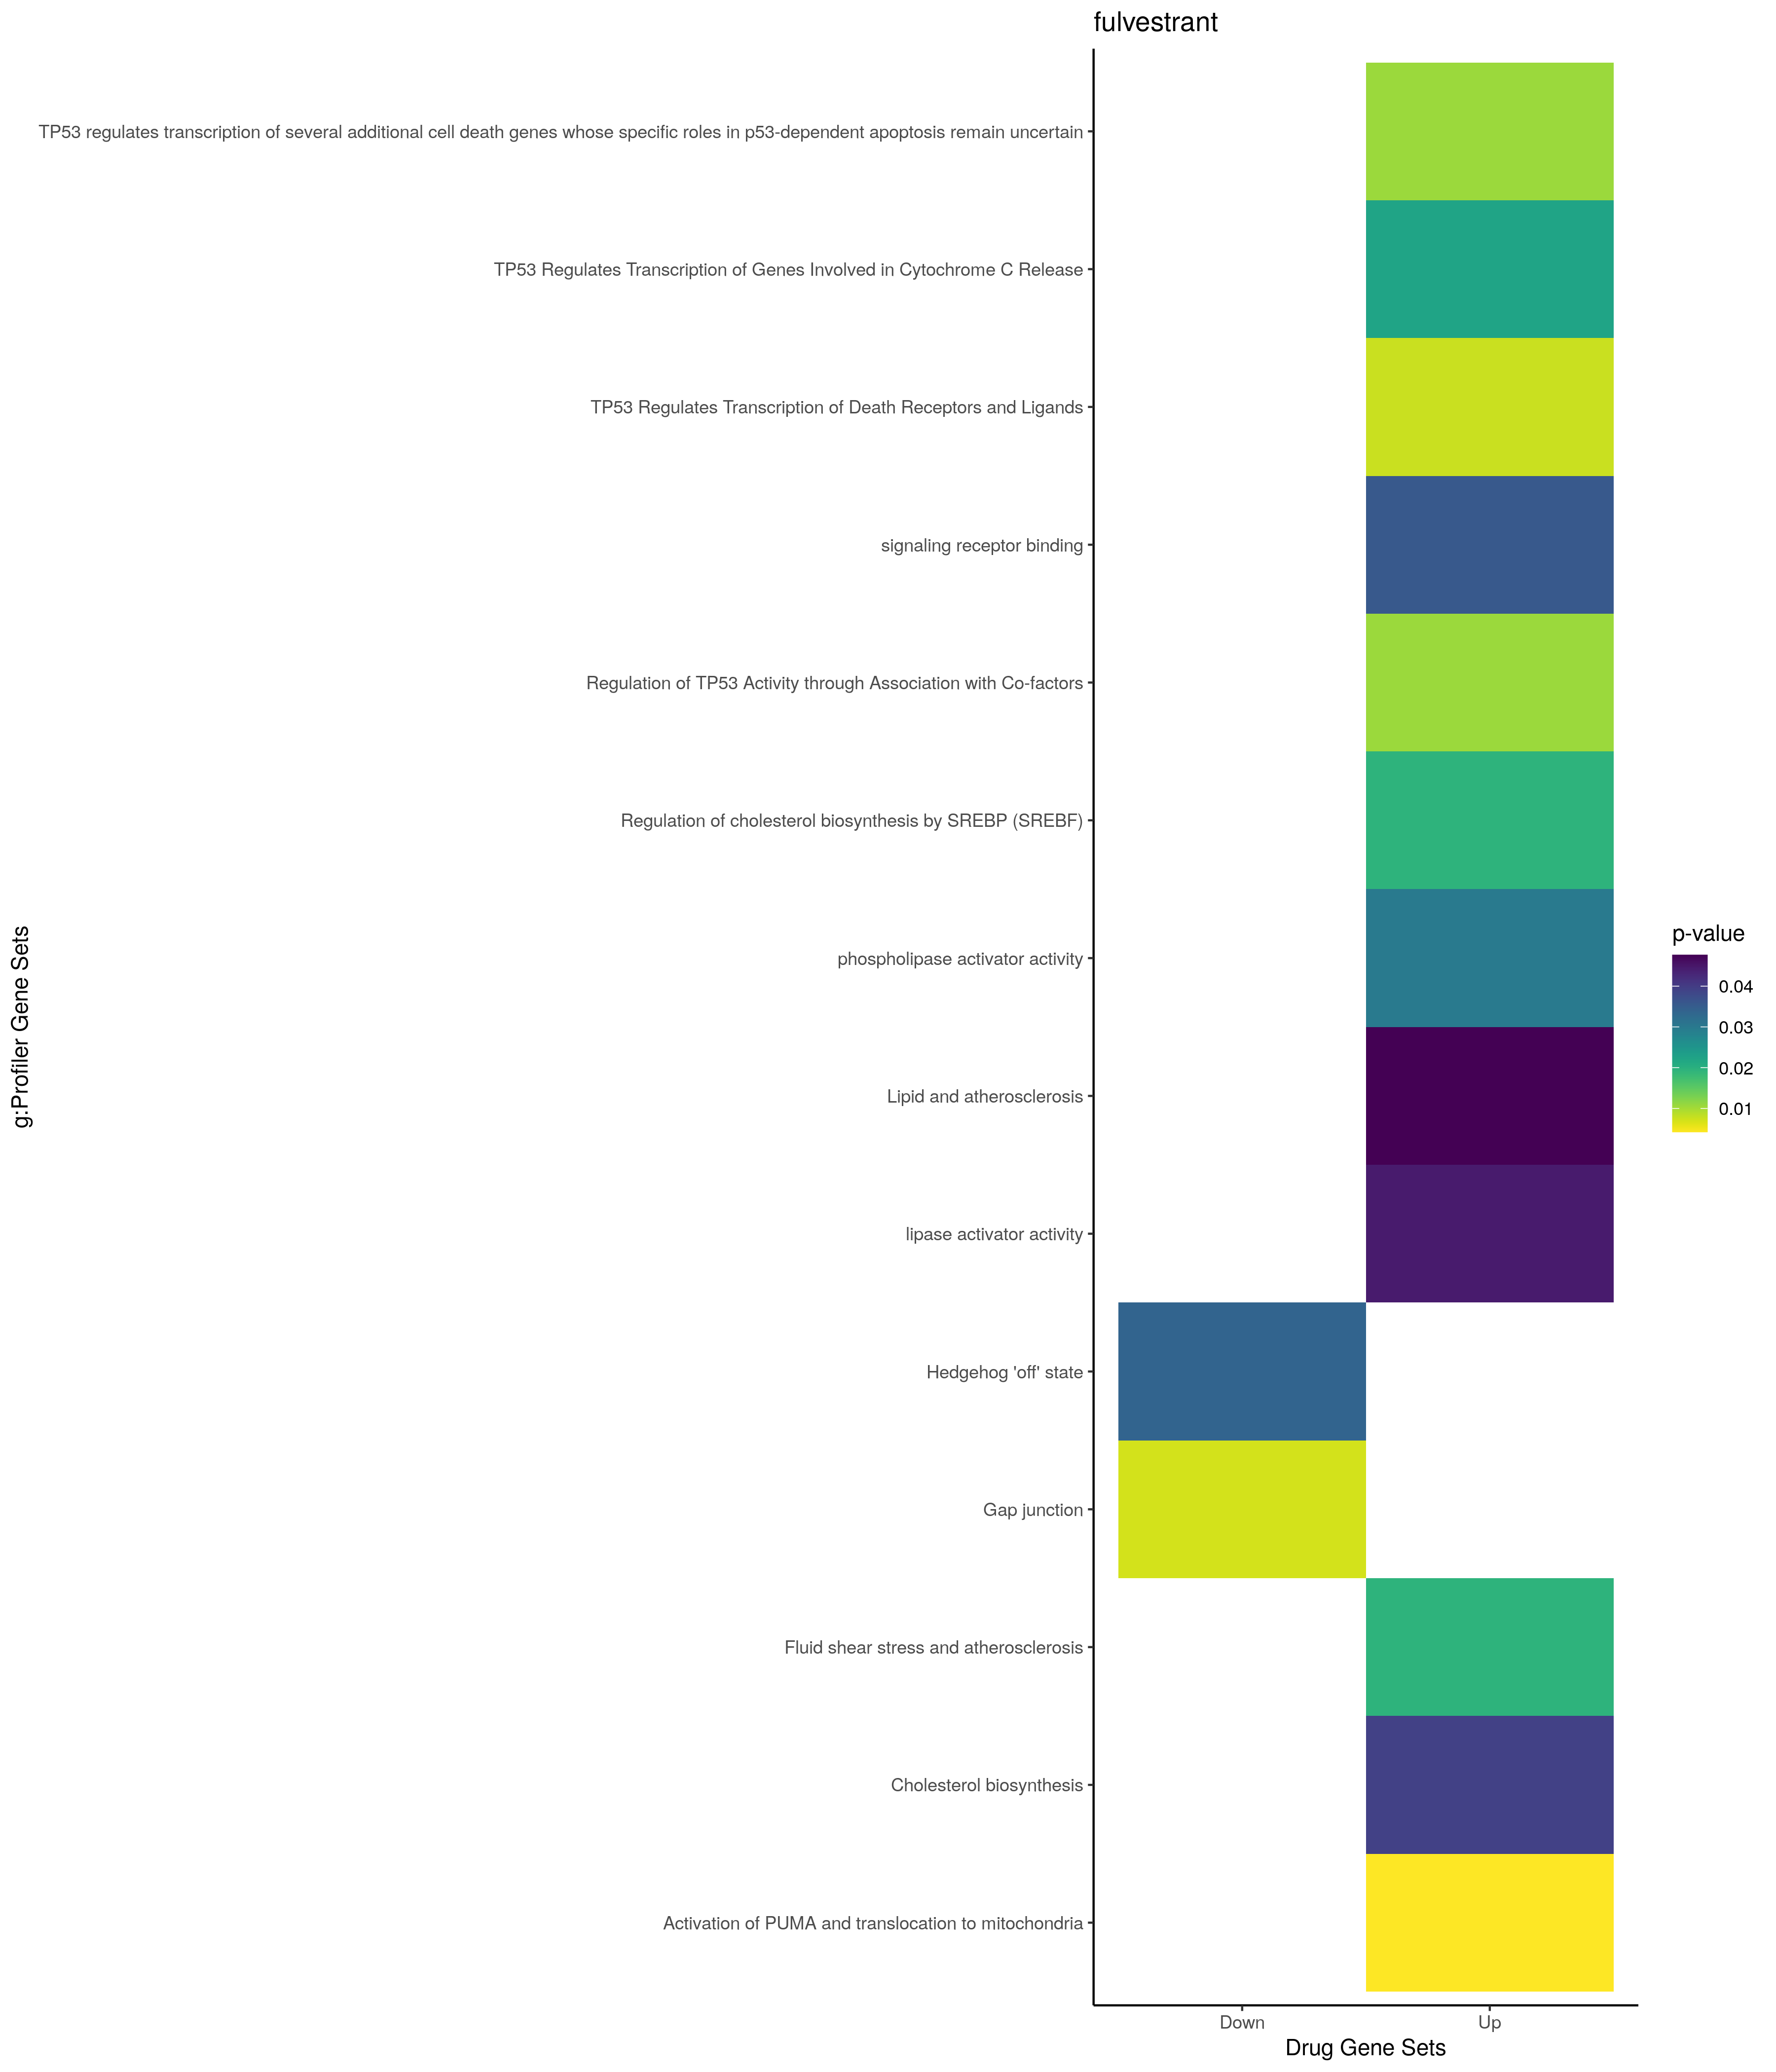 fulvestrant
TP53 regulates transcription of several additional cell death genes whose specific roles in p53-dependent apoptosis remain uncertain
TP53 Regulates Transcription of Genes Involved in Cytochrome C Release
TP53 Regulates Transcription of Death Receptors and Ligands
signaling receptor binding
Regulation of TP53 Activity through Association with Co-factors
Regulation of cholesterol biosynthesis by SREBP (SREBF)
phospholipase activator activity
Lipid and atherosclerosis
lipase activator activity
Hedgehog 'off' state
Gap junction
Fluid shear stress and atherosclerosis
Cholesterol biosynthesis
Activation of PUMA and translocation to mitochondria
g:Profiler Gene Sets
Down
Up
Drug Gene Sets
p-value
0.04
0.03
0.02
0.01